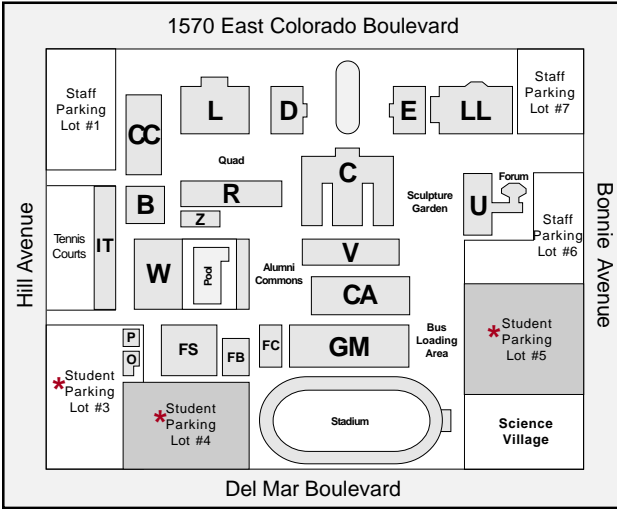 1570 East Colorado Boulevard
Staff
Parking
Lot #1
CC
L
D
E
LL
Staff
Parking
Lot #7
Quad
C
Forum
B
R
Z
Sculpture
Garden
U
Hill Avenue
Tennis
Courts
IT
W
Pool
Alumni
Commons
V
CA
Staff
Parking
Lot #6
Bonnie Avenue
P
O
FS
FB
FC
GM
Bus
Loading
Area
*Student
Parking
Lot #5
*Student
Parking
Lot #3
*Student
Parking
Lot #4
Stadium
Science
Village
Del Mar Boulevard